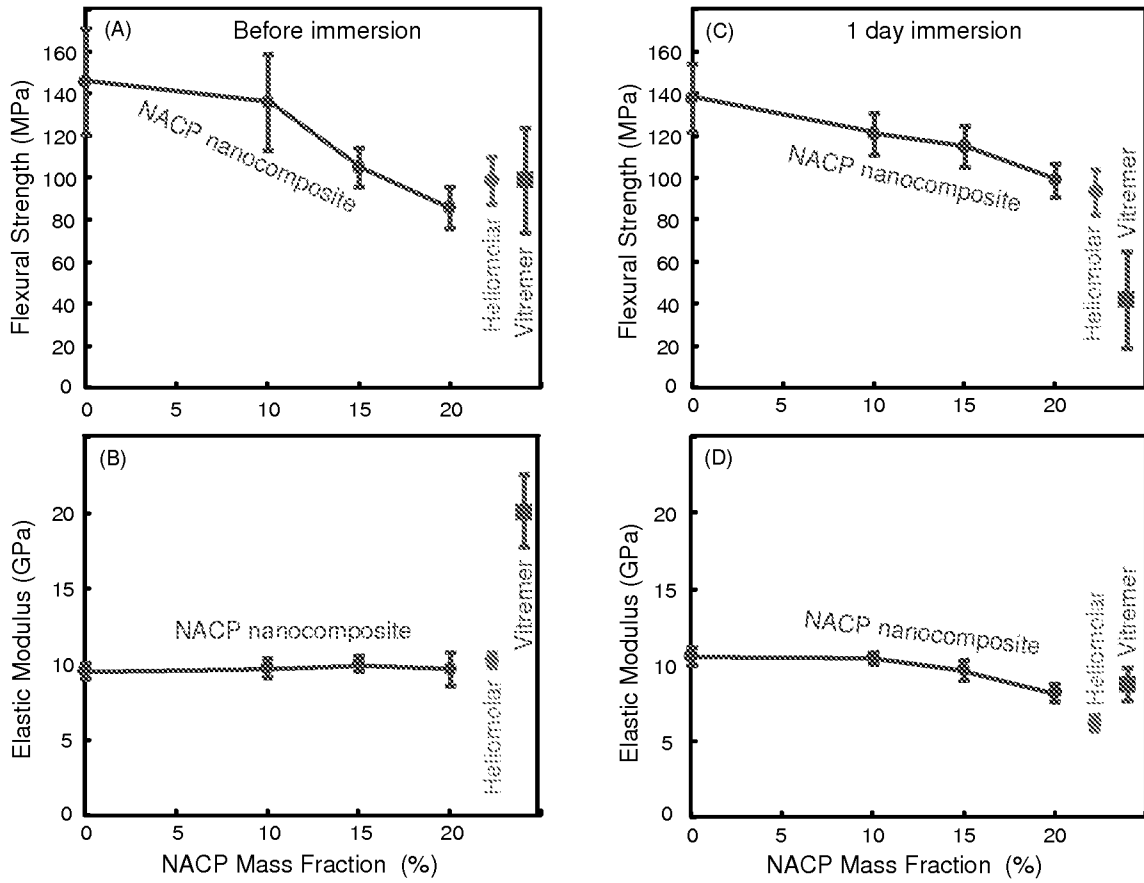 (A)
Before immersion
Flexural Strength (MPa)
160
140
120
100
80
60
40
20
0
NACP nanocomposite
Heliomolar
Vitremer
0
5
10
15
20
(C)
1 day immersion
Flexural Strength (MPa)
160
140
120
100
80
60
40
20
0
NACP nanocomposite
Heliomolar
Vitremer
0
5
10
15
20
(B)
Elastic Modulus (GPa)
20
15
10
5
0
NACP nanocomposite
Heliomolar
Vitremer
0
5
10
15
20
NACP Mass Fraction (%)
(D)
Elastic Modulus (GPa)
20
15
10
5
0
NACP nanocomposite
Heliomolar
Vitremer
0
5
10
15
20
NACP Mass Fraction (%)